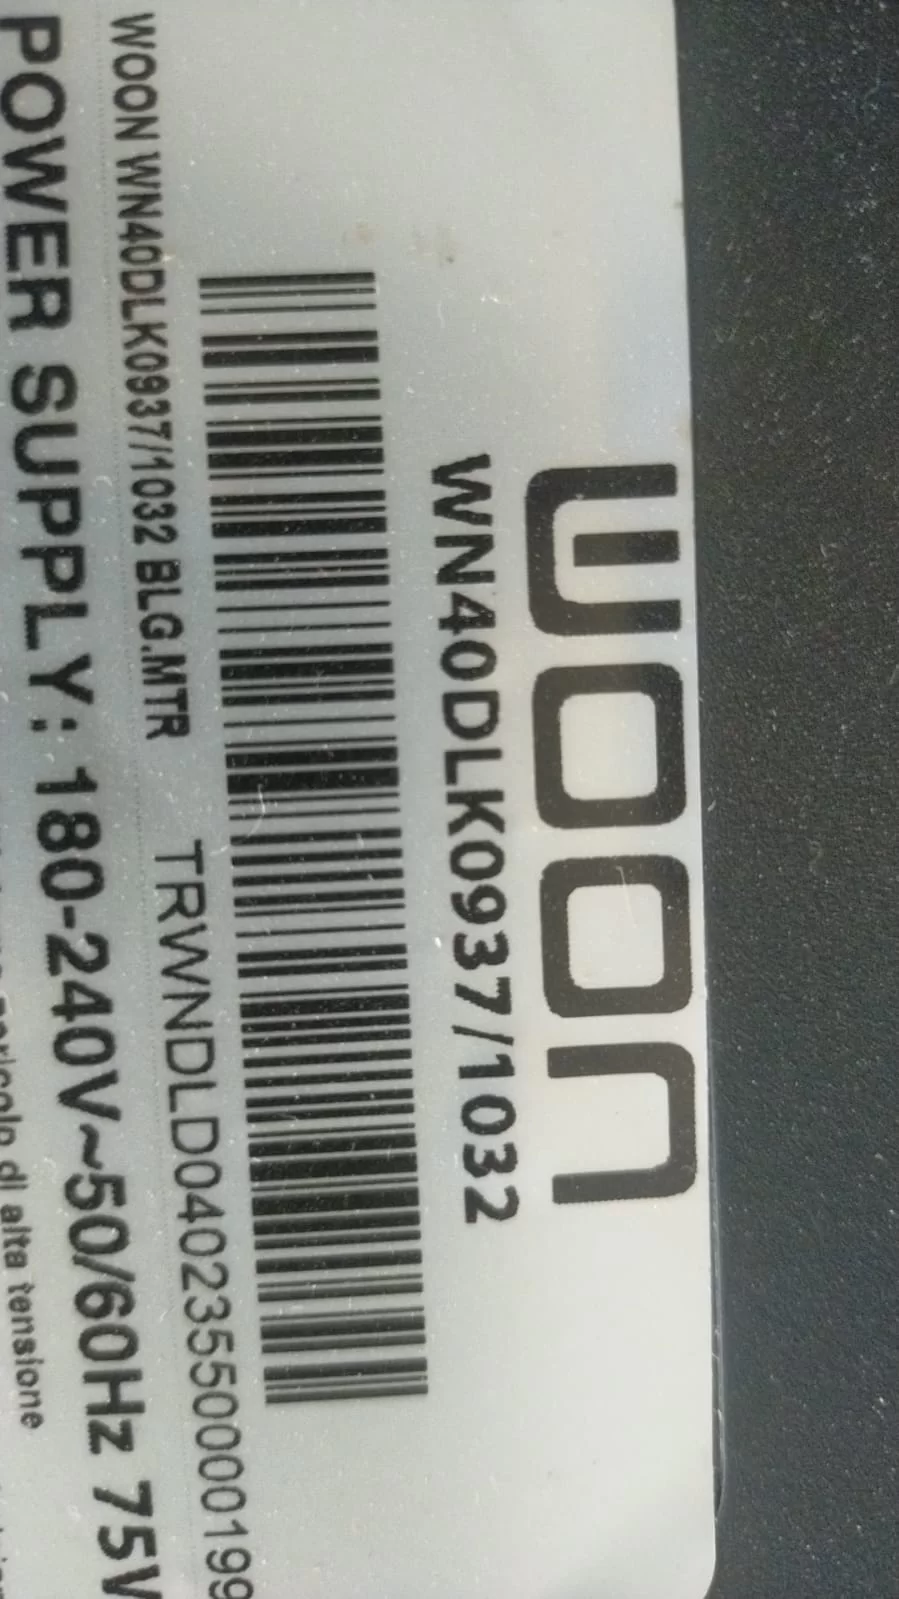 woon
WN40DLK0937/1032
TRWNDLD04023550000199
WOON WN40DLK0937/1032 BLG.MTR
POWER SUPPLY: 180-240V~50/60Hz 75W
di alta tensione